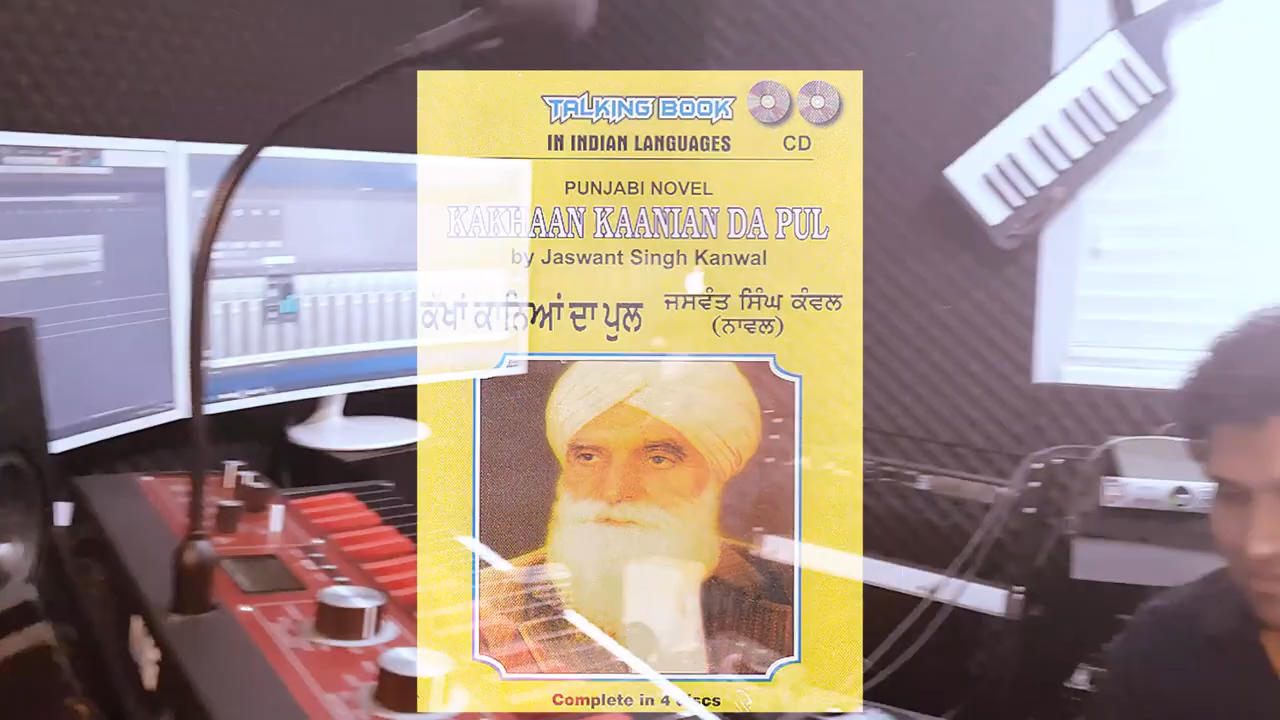 TALKING BOOK
IN INDIAN LANGUAGES CD
PUNJABI NOVEL
KAKHAAN KAANIAN DA PUL
by Jaswant Singh Kanwal
ਕੱਖਾਂ ਕਾਨਿਆਂ ਦਾ ਪੁਲ
ਜਸਵੰਤ ਸਿੰਘ ਕੰਵਲ
(ਨਾਵਲ)
Complete in 4 discs